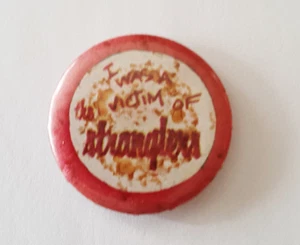 I WAS A
VICTIM OF
the
stranglers